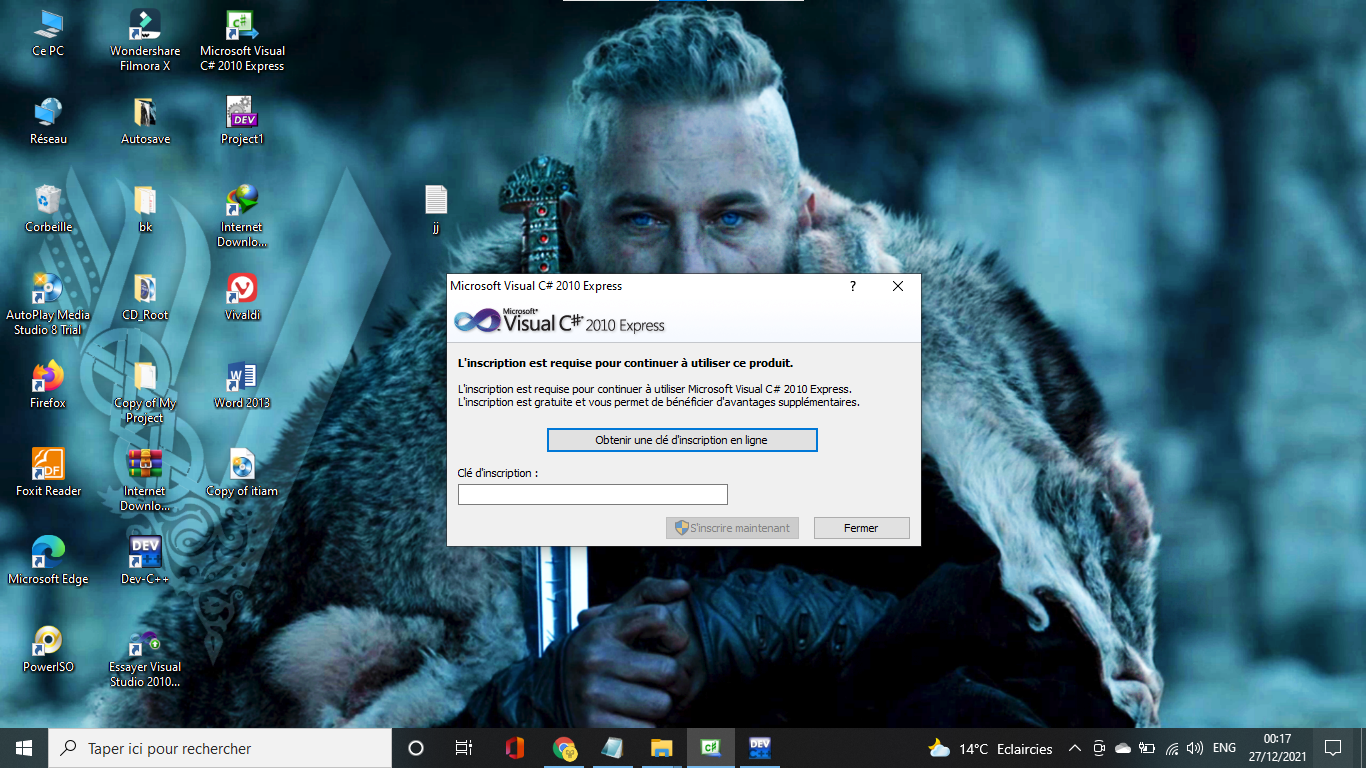 Ce PC
Wondershare
Filmora X
Microsoft Visual
C# 2010 Express
Réseau
Autosave
DEV
Project1
Corbeille
bk
Internet
Downlo...
jj
AutoPlay Media
Studio 8 Trial
CD_Root
Vivaldi
Firefox
Copy of My
Project
Word 2013
Foxit Reader
Internet
Downlo...
Copy of itiam
Microsoft Edge
DEV
C++
Dev-C++
PowerISO
Essayer Visual
Studio 2010...
Microsoft Visual C# 2010 Express
?
Microsoft®
Visual C#® 2010 Express
L'inscription est requise pour continuer à utiliser ce produit.
L'inscription est requise pour continuer à utiliser Microsoft Visual C# 2010 Express.
L'inscription est gratuite et vous permet de bénéficier d'avantages supplémentaires.
Obtenir une clé d'inscription en ligne
Clé d'inscription :
S'inscrire maintenant
Fermer
Taper ici pour rechercher
DEV
C++
14°C Eclaircies
ENG
00:17
27/12/2021